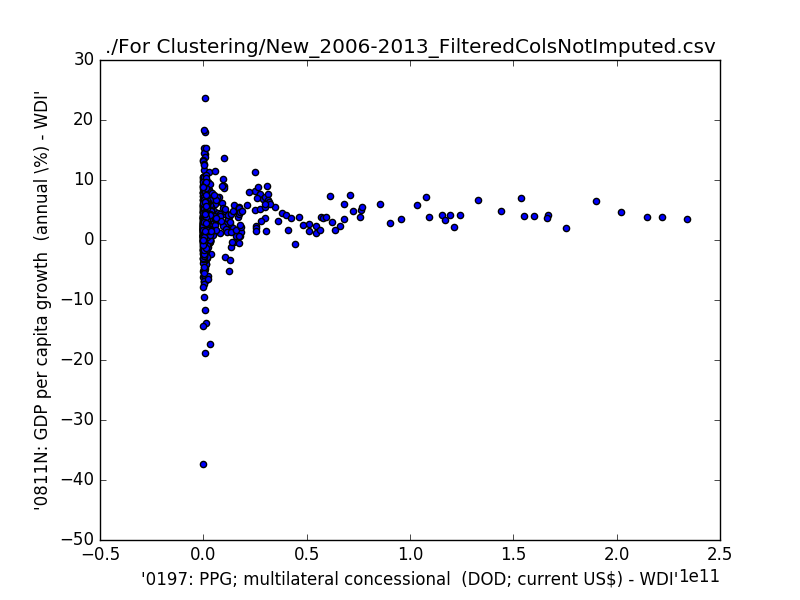 ./For Clustering/New_2006-2013_FilteredColsNotImputed.csv
30
20
10
0
−10
−20
−30
−40
−50
'0811N: GDP per capita growth  (annual \%) - WDI'
−0.5 0.0 0.5 1.0 1.5 2.0 2.5
'0197: PPG; multilateral concessional  (DOD; current US$) - WDI' 1e11